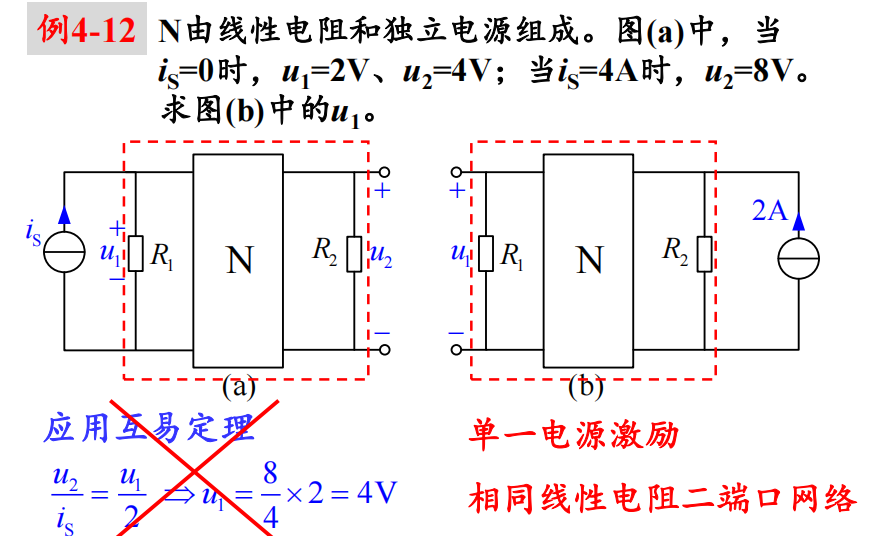 例4-12 N由线性电阻和独立电源组成。图(a)中，当
iS=0时，u1=2V、u2=4V；当iS=4A时，u2=8V。
求图(b)中的u1。
iS
+
u1
−
R1
N
R2
+
u2
−
(a)
+
u1
−
R1
N
R2
2A
(b)
应用互易定理
u2/iS = u1/2 ⇒ u1 = 8/4 × 2 = 4V
单一电源激励
相同线性电阻二端口网络